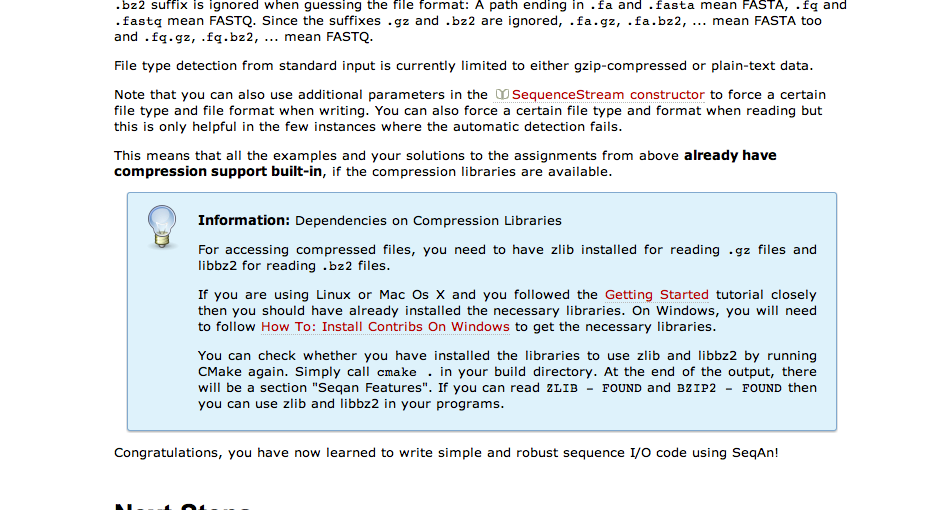 .bz2 suffix is ignored when guessing the file format: A path ending in .fa and .fasta mean FASTA, .fq and
.fastq mean FASTQ. Since the suffixes .gz and .bz2 are ignored, .fa.gz, .fa.bz2, ... mean FASTA too
and .fq.gz, .fq.bz2, ... mean FASTQ.
File type detection from standard input is currently limited to either gzip-compressed or plain-text data.
Note that you can also use additional parameters in the SequenceStream constructor to force a certain
file type and file format when writing. You can also force a certain file type and format when reading but
this is only helpful in the few instances where the automatic detection fails.
This means that all the examples and your solutions to the assignments from above already have
compression support built-in, if the compression libraries are available.
Information: Dependencies on Compression Libraries
For accessing compressed files, you need to have zlib installed for reading .gz files and
libbz2 for reading .bz2 files.
If you are using Linux or Mac Os X and you followed the Getting Started tutorial closely
then you should have already installed the necessary libraries. On Windows, you will need
to follow How To: Install Contribs On Windows to get the necessary libraries.
You can check whether you have installed the libraries to use zlib and libbz2 by running
CMake again. Simply call cmake . in your build directory. At the end of the output, there
will be a section "Seqan Features". If you can read ZLIB - FOUND and BZIP2 - FOUND then
you can use zlib and libbz2 in your programs.
Congratulations, you have now learned to write simple and robust sequence I/O code using SeqAn!
Next Steps